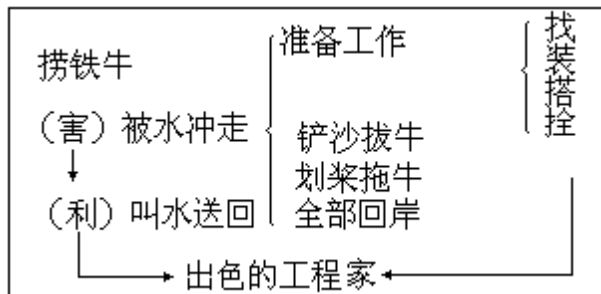 准备工作
捞铁牛
（害）被水冲走
铲沙拔牛
划桨拖牛
（利）叫水送回
全部回岸
找装搭拴
出色的工程家